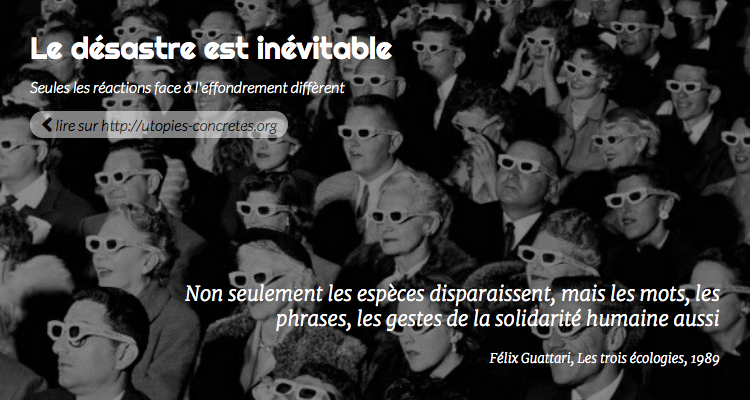 Le désastre est inévitable
Seules les réactions face à l'effondrement diffèrent
lire sur http://utopies-concretes.org
Non seulement les espèces disparaissent, mais les mots, les
phrases, les gestes de la solidarité humaine aussi
Félix Guattari, Les trois écologies, 1989